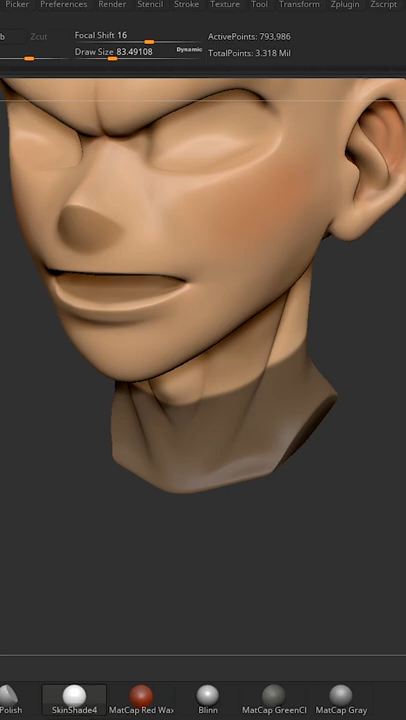 Picker Preferences Render Stencil Stroke Texture Tool Transform Zplugin Zscript
b Zcut Focal Shift 16 ActivePoints: 793,986
Draw Size 83.49108 Dynamic TotalPoints: 3.318 Mil
Polish SkinShade4 MatCap Red Wax Blinn MatCap GreenCl MatCap Gray